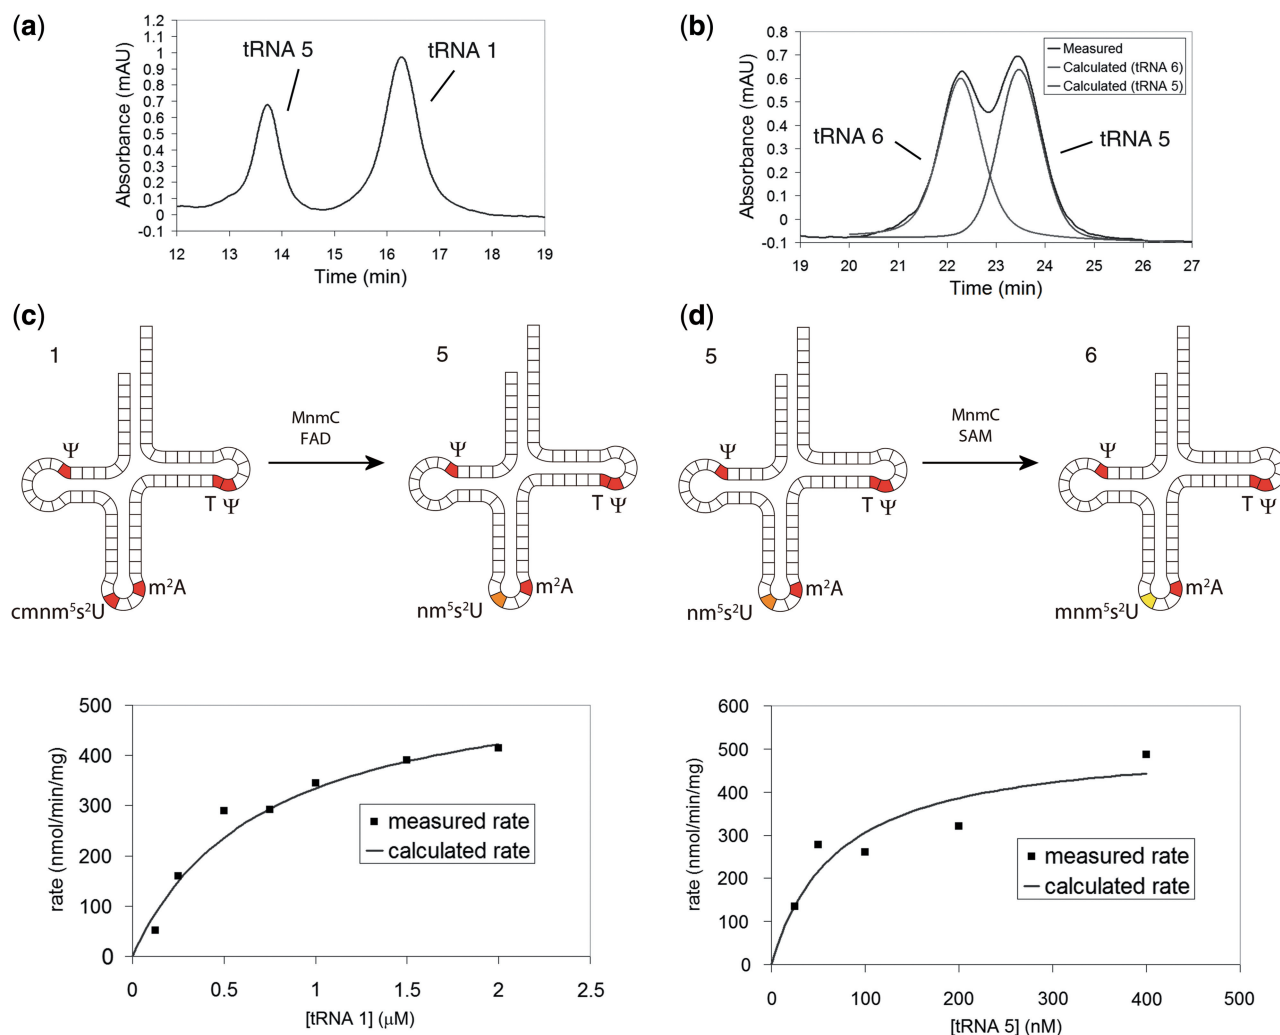 (a)
1.2
1.1
1
0.9
0.8
0.7
0.6
0.5
0.4
0.3
0.2
0.1
0
-0.1
Absorbance (mAU)
tRNA 5
tRNA 1
12 13 14 15 16 17 18 19
Time (min)
(b)
0.8
0.7
0.6
0.5
0.4
0.3
0.2
0.1
0
-0.1
Absorbance (mAU)
Measured
Calculated (tRNA 6)
Calculated (tRNA 5)
tRNA 6
tRNA 5
19 20 21 22 23 24 25 26 27
Time (min)
(c)
1
Ψ
T Ψ
m²A
cmnm⁵s²U
MnmC
FAD
5
Ψ
T Ψ
m²A
nm⁵s²U
500
400
300
200
100
0
rate (nmol/min/mg)
measured rate
calculated rate
0 0.5 1 1.5 2 2.5
[tRNA 1] (μM)
(d)
5
Ψ
T Ψ
m²A
nm⁵s²U
MnmC
SAM
6
Ψ
T Ψ
m²A
mnm⁵s²U
600
500
400
300
200
100
0
rate (nmol/min/mg)
measured rate
calculated rate
0 100 200 300 400 500
[tRNA 5] (nM)